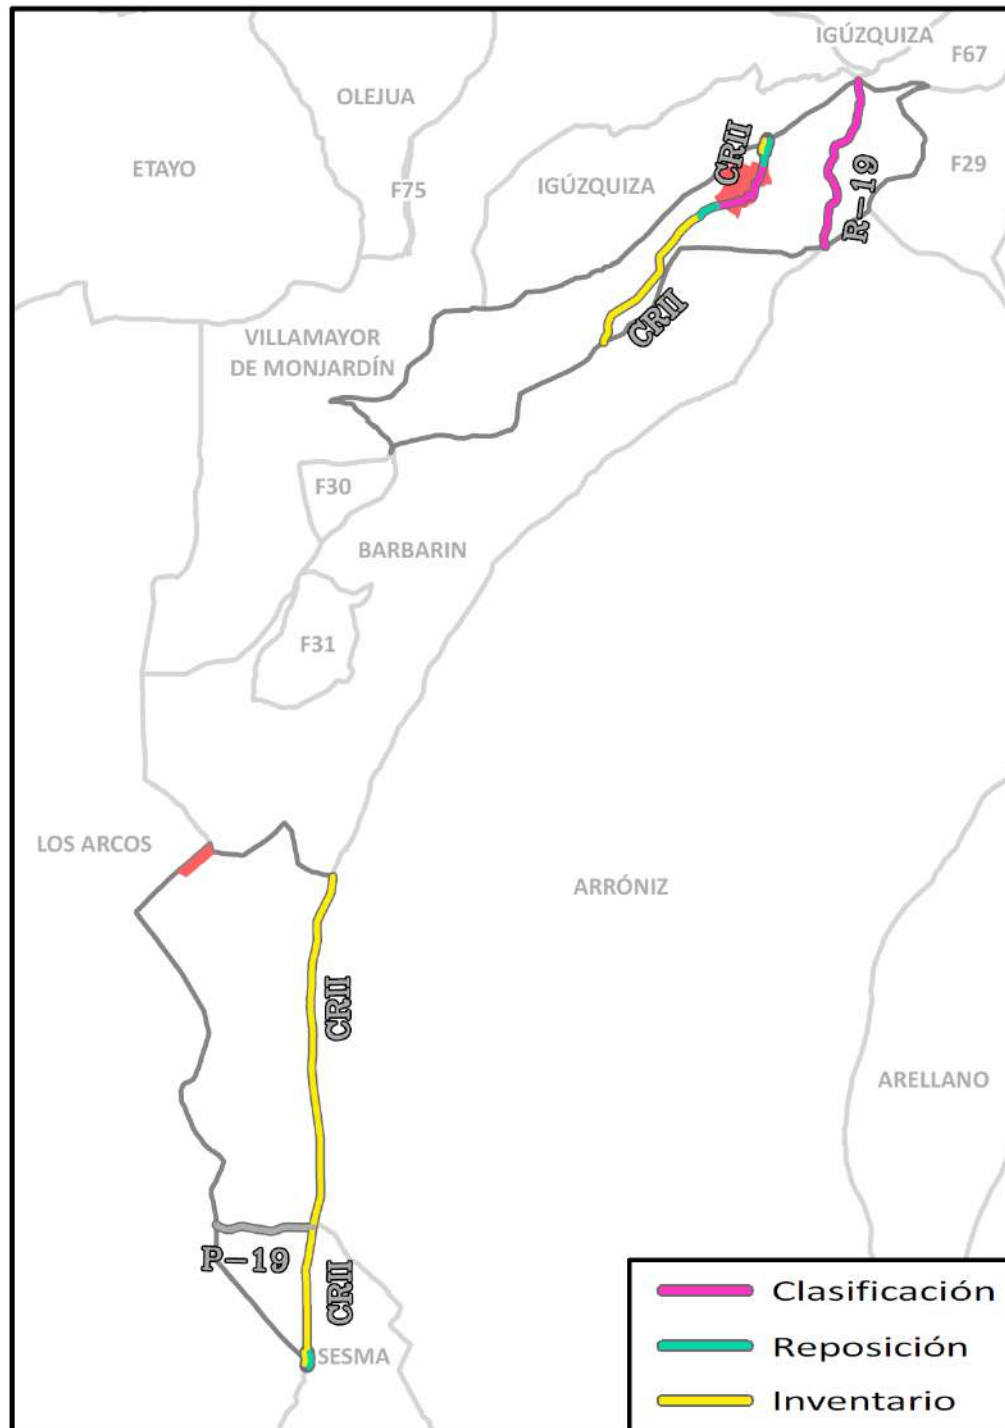 IGÚZQUIZA
F67
OLEJUA
CRII
ETAYO
F29
F75
IGÚZQUIZA
R-19
CRII
VILLAMAYOR
DE MONJARDÍN
F30
BARBARIN
F31
LOS ARCOS
ARRÓNIZ
CRII
ARELLANO
P-19
CRII
SESMA
Clasificación
Reposición
Inventario